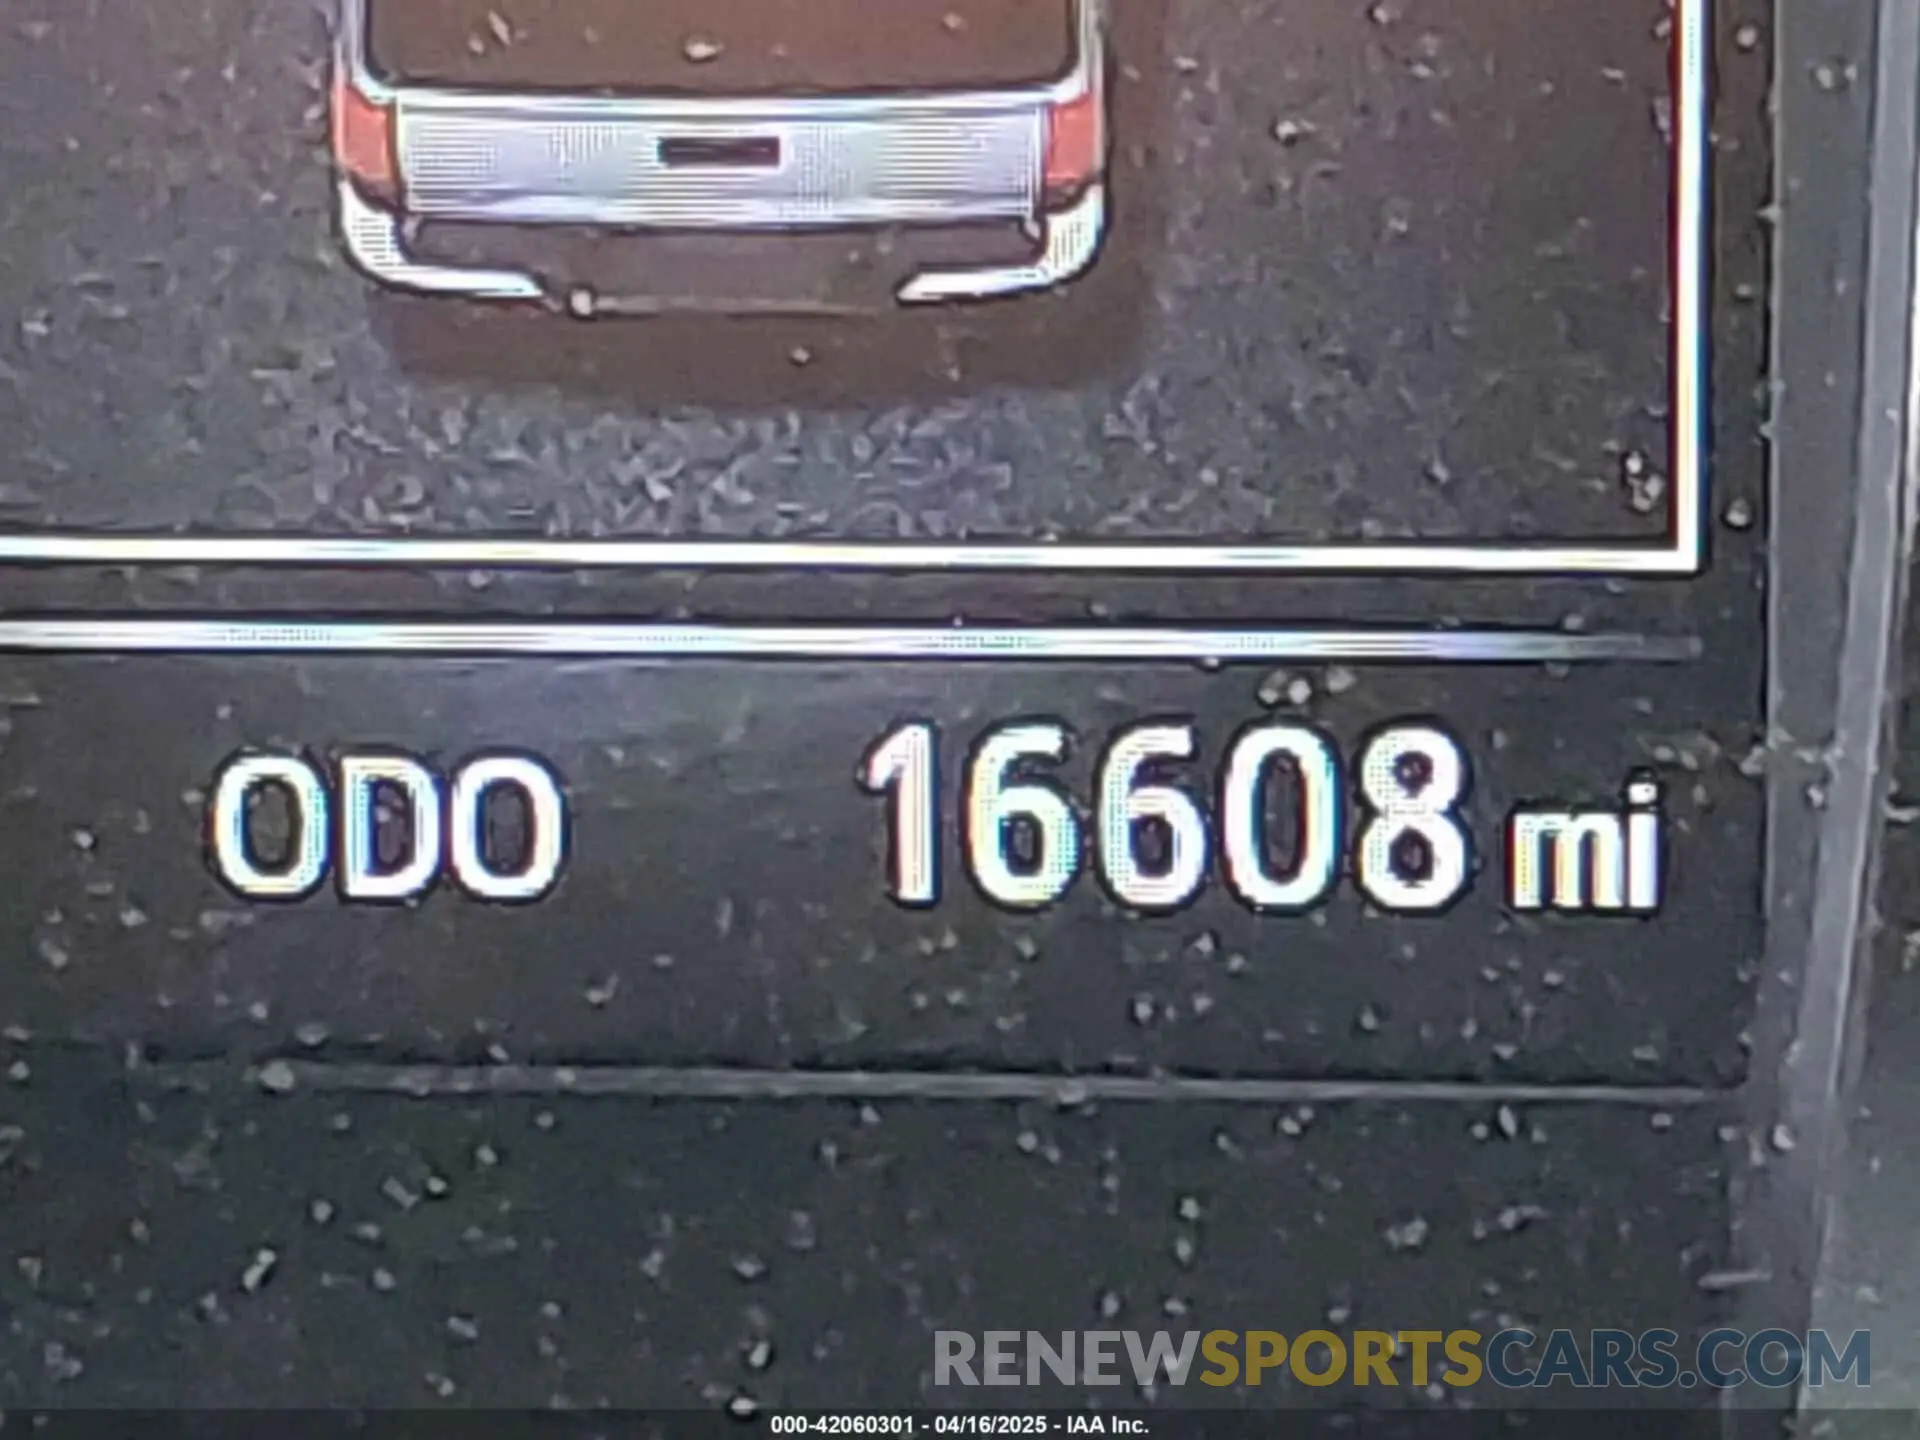 ODO 16608 mi
RENEWSPORTSCARS.COM
000-42060301 - 04/16/2025 - IAA Inc.